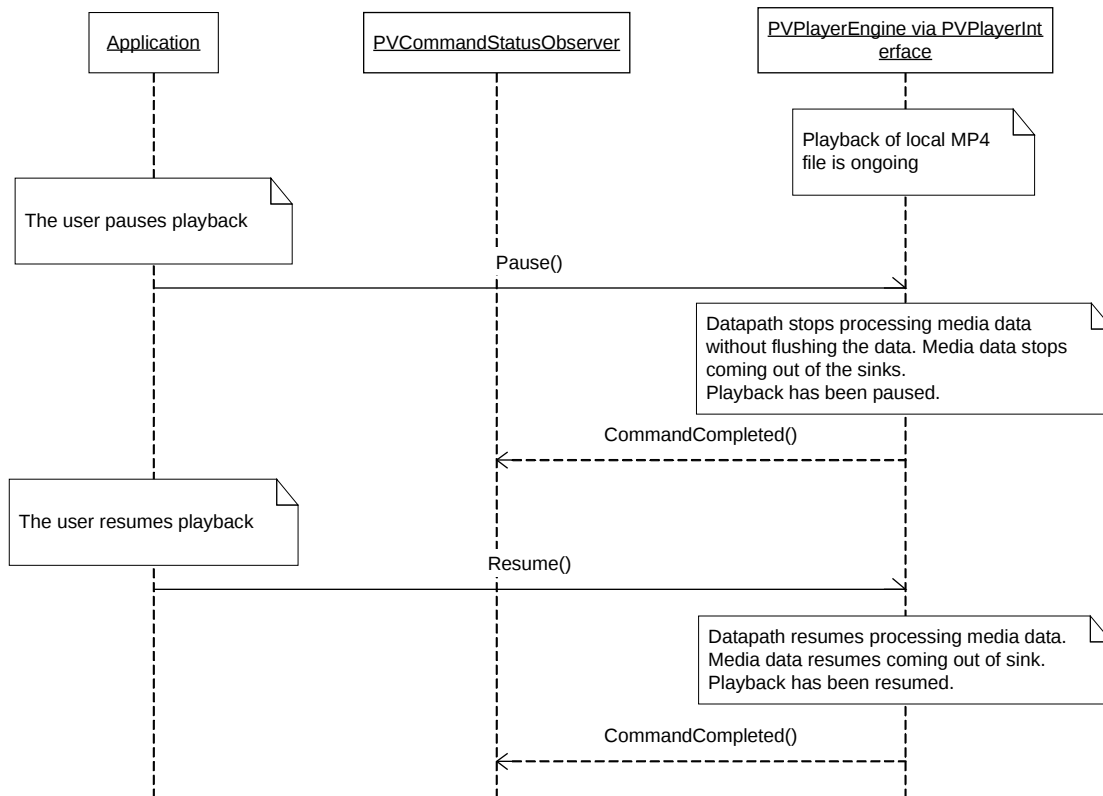 Application
PVCommandStatusObserver
PVPlayerEngine via PVPlayerInt
erface
Playback of local MP4
file is ongoing
The user pauses playback
Pause()
Datapath stops processing media data
without flushing the data. Media data stops
coming out of the sinks.
Playback has been paused.
CommandCompleted()
The user resumes playback
Resume()
Datapath resumes processing media data.
Media data resumes coming out of sink.
Playback has been resumed.
CommandCompleted()